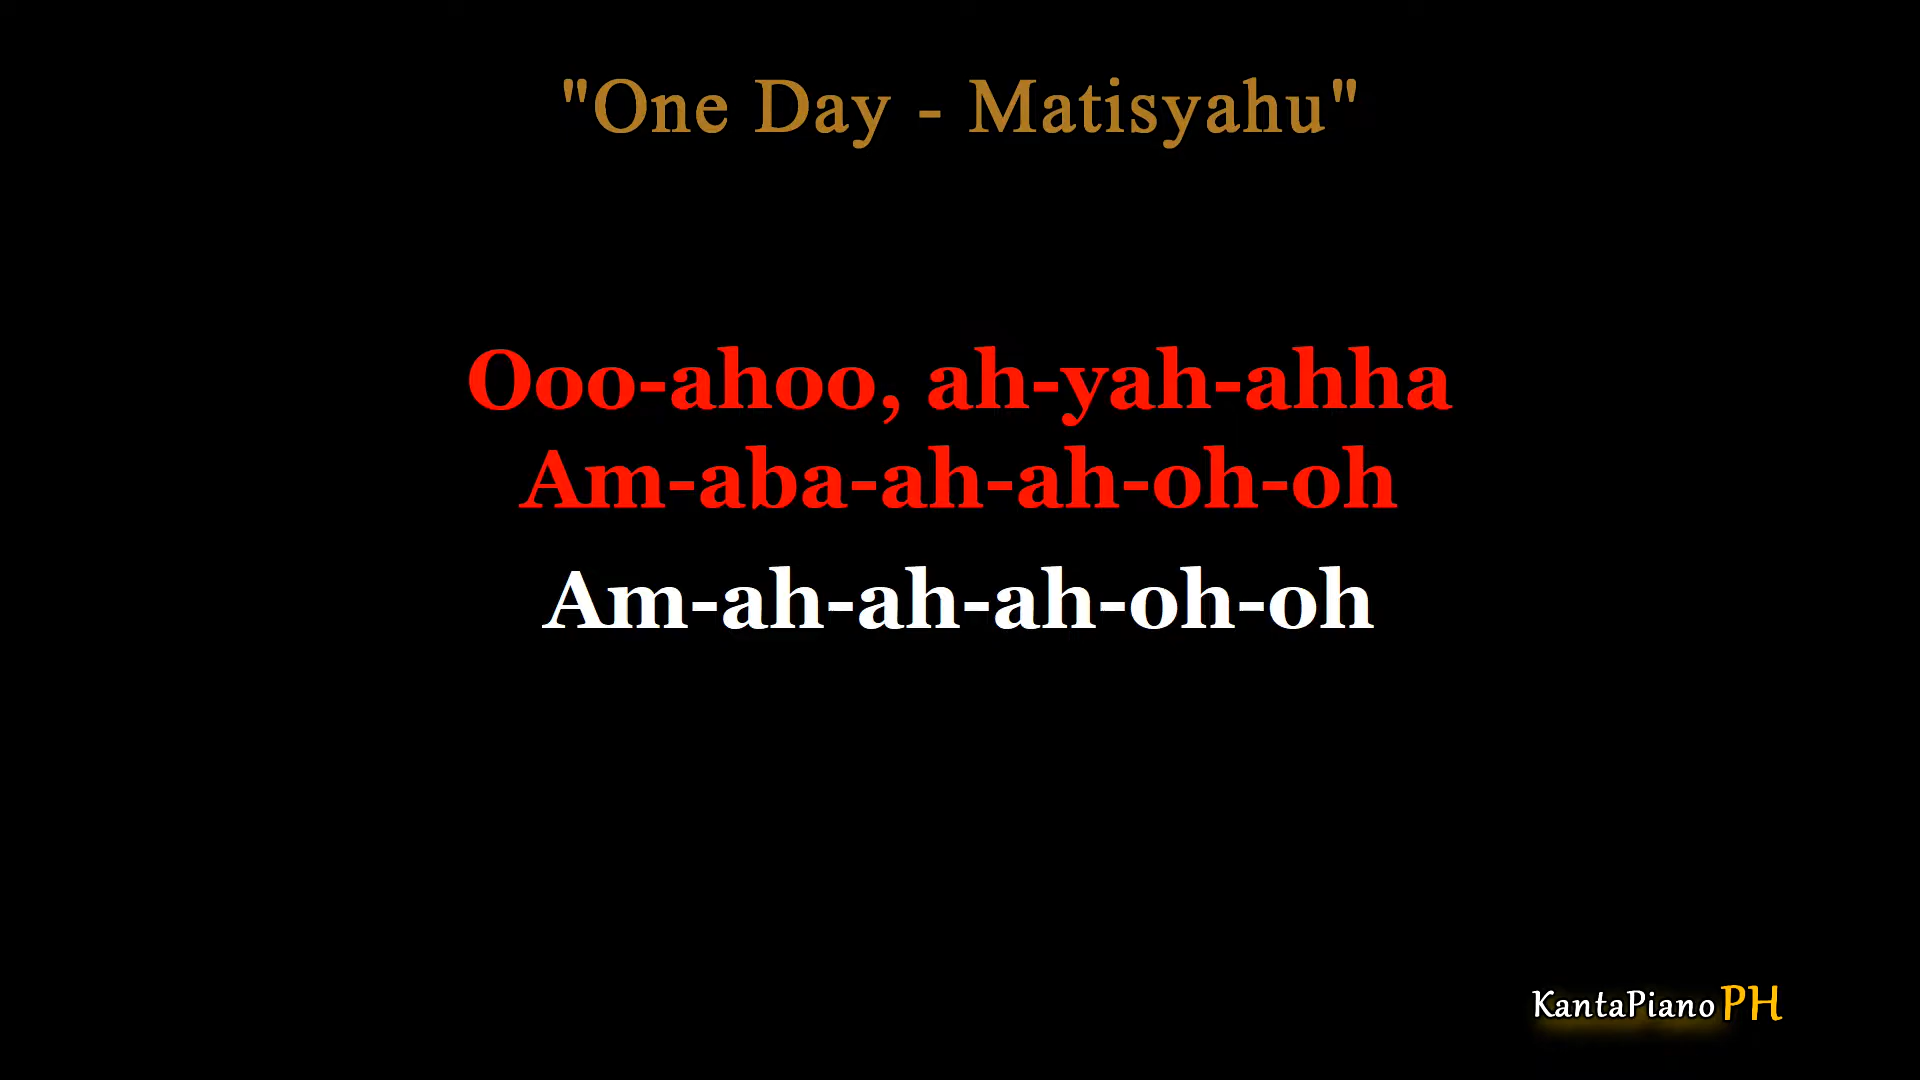 "One Day - Matisyahu"
Ooo-ahoo, ah-yah-ahha
Am-aba-ah-ah-oh-oh
Am-ah-ah-ah-oh-oh
KantaPiano PH